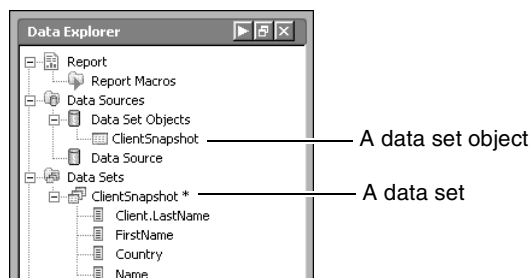 Data Explorer
Report
Report Macros
Data Sources
Data Set Objects
ClientSnapshot
A data set object
Data Source
Data Sets
ClientSnapshot *
A data set
Client.LastName
FirstName
Country
Name